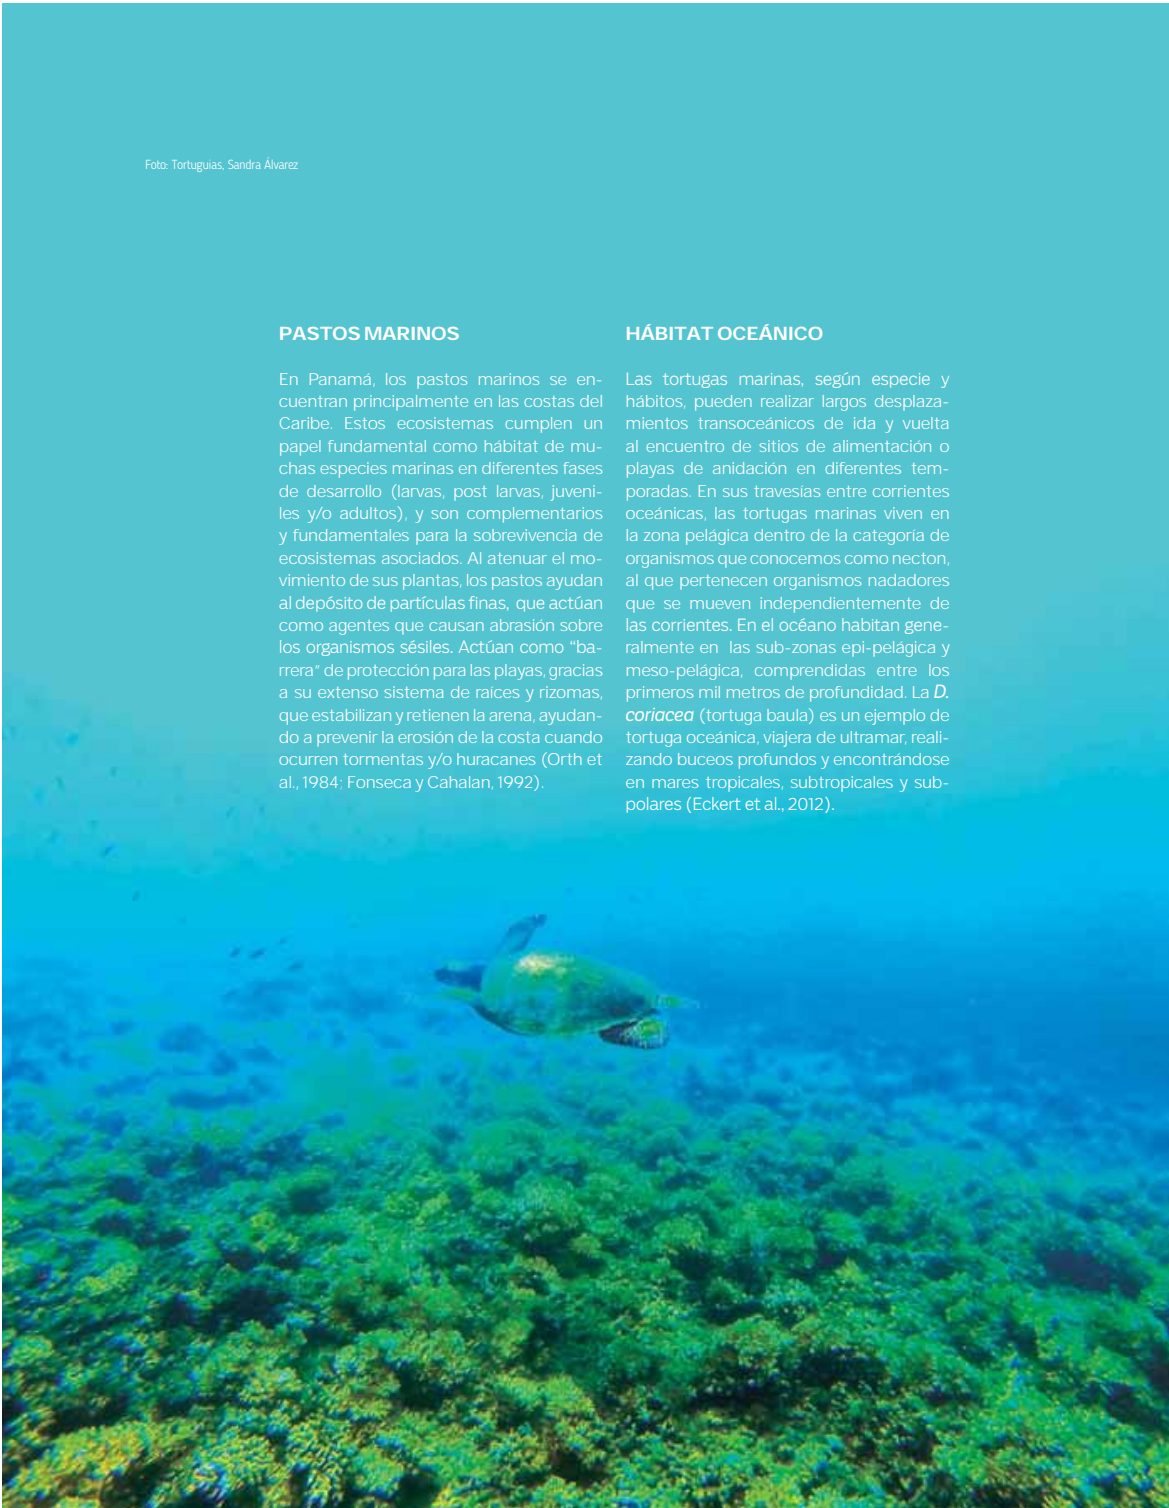 Foto: Tortuguias, Sandra Álvarez
PASTOS MARINOS
En Panamá, los pastos marinos se en-
cuentran principalmente en las costas del
Caribe. Estos ecosistemas cumplen un
papel fundamental como hábitat de mu-
chas especies marinas en diferentes fases
de desarrollo (larvas, post larvas, juveni-
les y/o adultos), y son complementarios
y fundamentales para la sobrevivencia de
ecosistemas asociados. Al atenuar el mo-
vimiento de sus plantas, los pastos ayudan
al depósito de partículas finas, que actúan
como agentes que causan abrasión sobre
los organismos sésiles. Actúan como “ba-
rrera” de protección para las playas, gracias
a su extenso sistema de raíces y rizomas,
que estabilizan y retienen la arena, ayudan-
do a prevenir la erosión de la costa cuando
ocurren tormentas y/o huracanes (Orth et
al., 1984; Fonseca y Cahalan, 1992).
HÁBITAT OCEÁNICO
Las tortugas marinas, según especie y
hábitos, pueden realizar largos desplaza-
mientos transoceánicos de ida y vuelta
al encuentro de sitios de alimentación o
playas de anidación en diferentes tem-
poradas. En sus travesías entre corrientes
oceánicas, las tortugas marinas viven en
la zona pelágica dentro de la categoría de
organismos que conocemos como necton,
al que pertenecen organismos nadadores
que se mueven independientemente de
las corrientes. En el océano habitan gene-
ralmente en las sub-zonas epi-pelágica y
meso-pelágica, comprendidas entre los
primeros mil metros de profundidad. La D.
coriacea (tortuga baula) es un ejemplo de
tortuga oceánica, viajera de ultramar, reali-
zando buceos profundos y encontrándose
en mares tropicales, subtropicales y sub-
polares (Eckert et al., 2012).